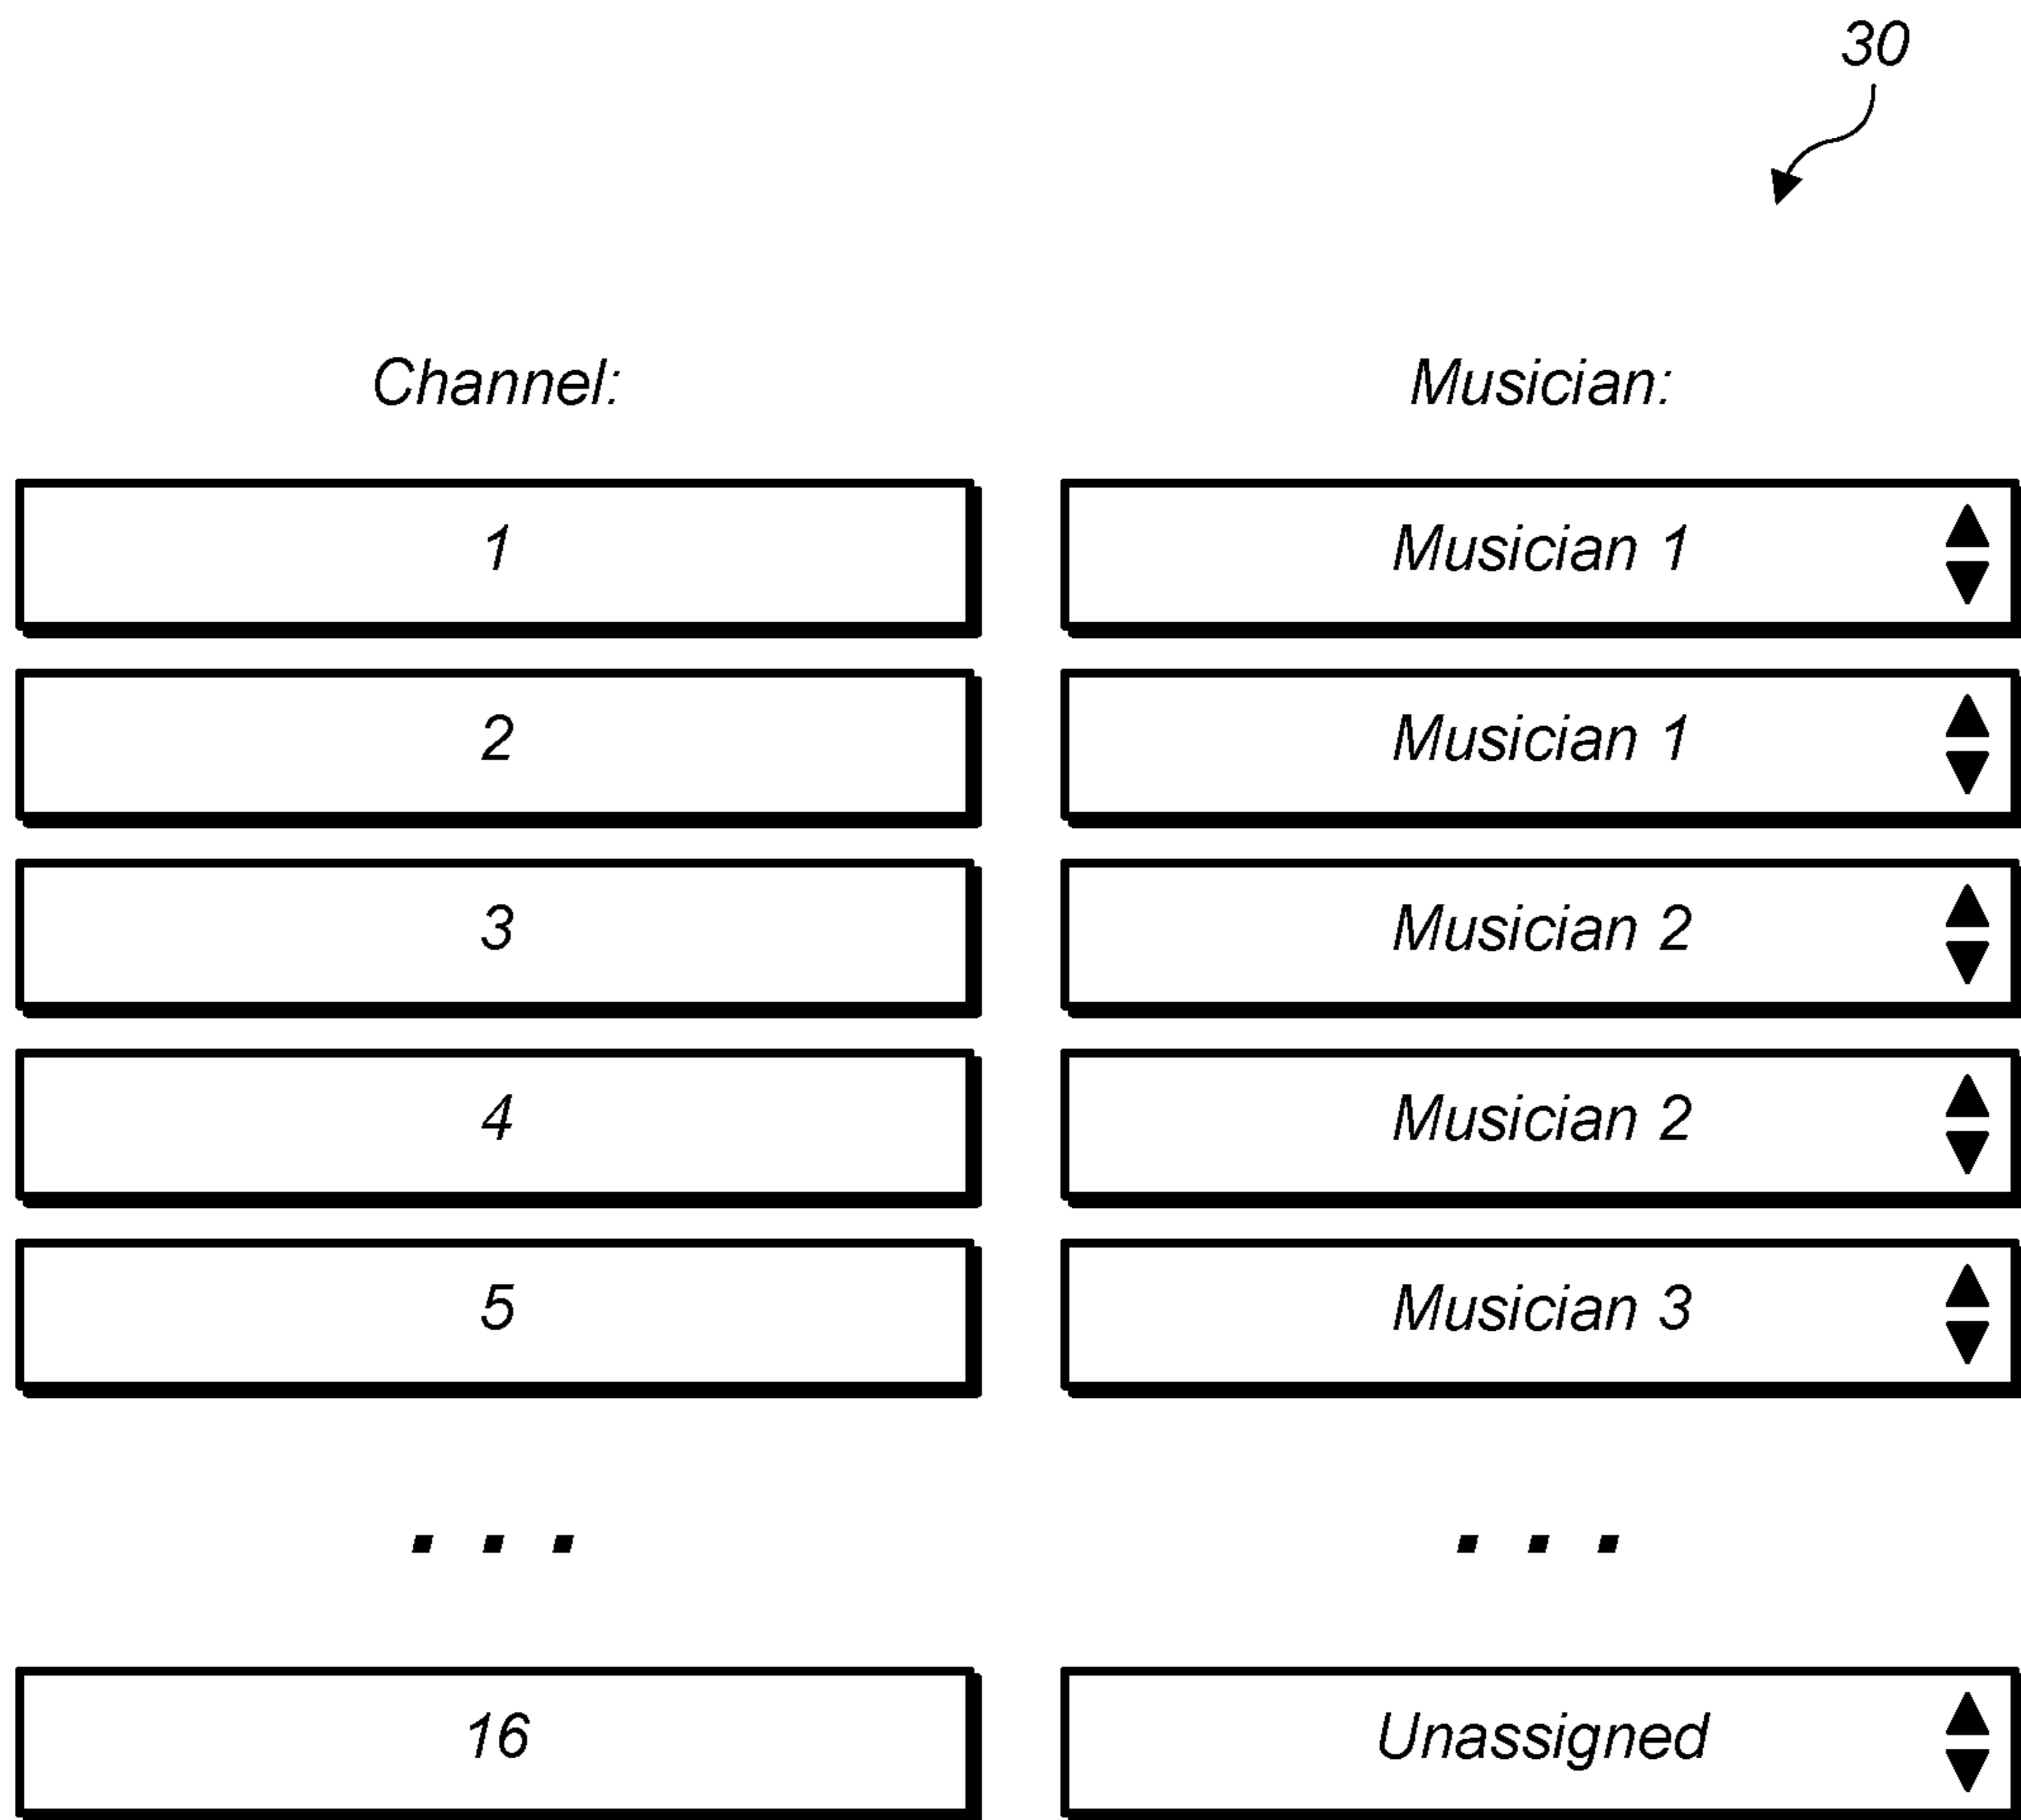 30
Channel: Musician:
1 Musician 1
2 Musician 1
3 Musician 2
4 Musician 2
5 Musician 3
. . . . . .
16 Unassigned